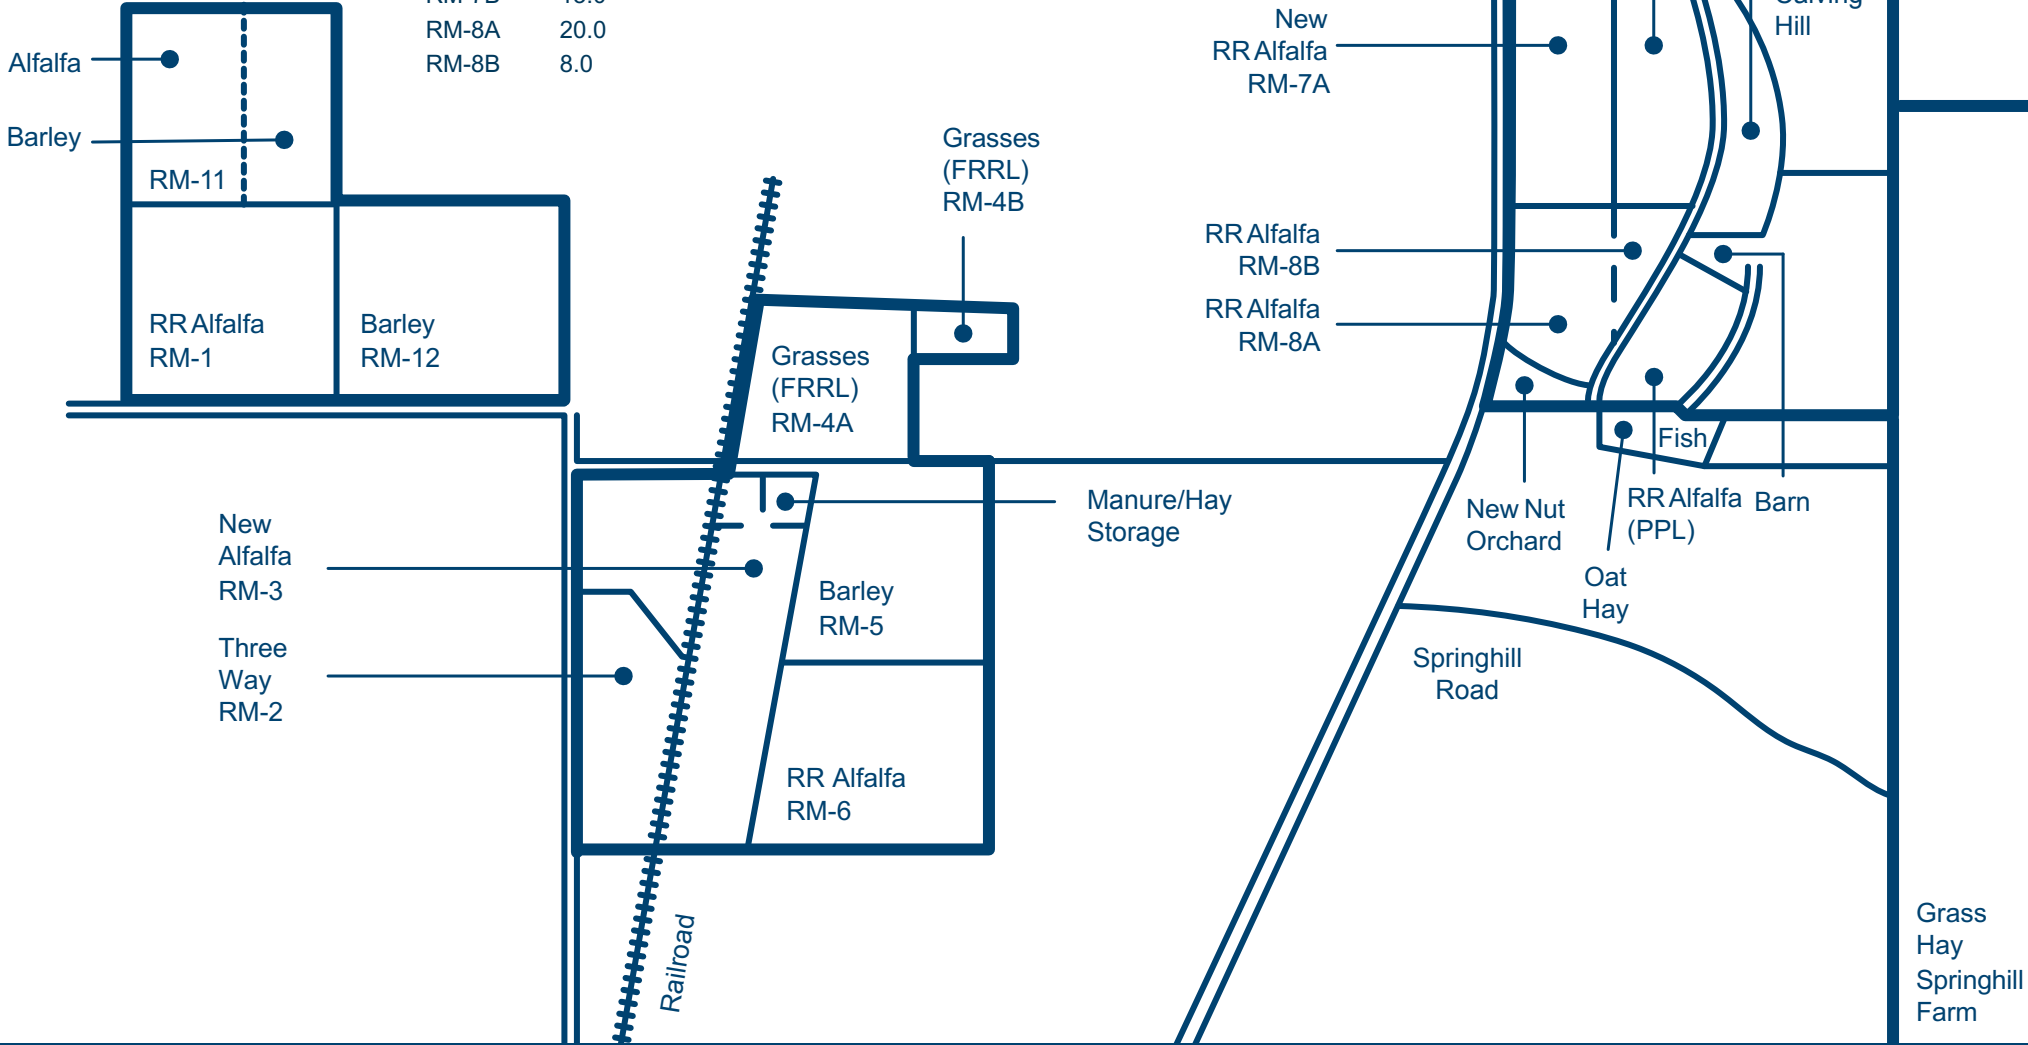 RM-8A 20.0
RM-8B 8.0
Alfalfa
Barley
RM-11
RR Alfalfa
RM-1
Barley
RM-12
Grasses
(FRRL)
RM-4B
Grasses
(FRRL)
RM-4A
New
Alfalfa
RM-3
Three
Way
RM-2
Barley
RM-5
RR Alfalfa
RM-6
Manure/Hay
Storage
Railroad
New
RR Alfalfa
RM-7A
Hill
RR Alfalfa
RM-8B
RR Alfalfa
RM-8A
Fish
New Nut
Orchard
RR Alfalfa
(PPL)
Barn
Oat
Hay
Springhill
Road
Grass
Hay
Springhill
Farm